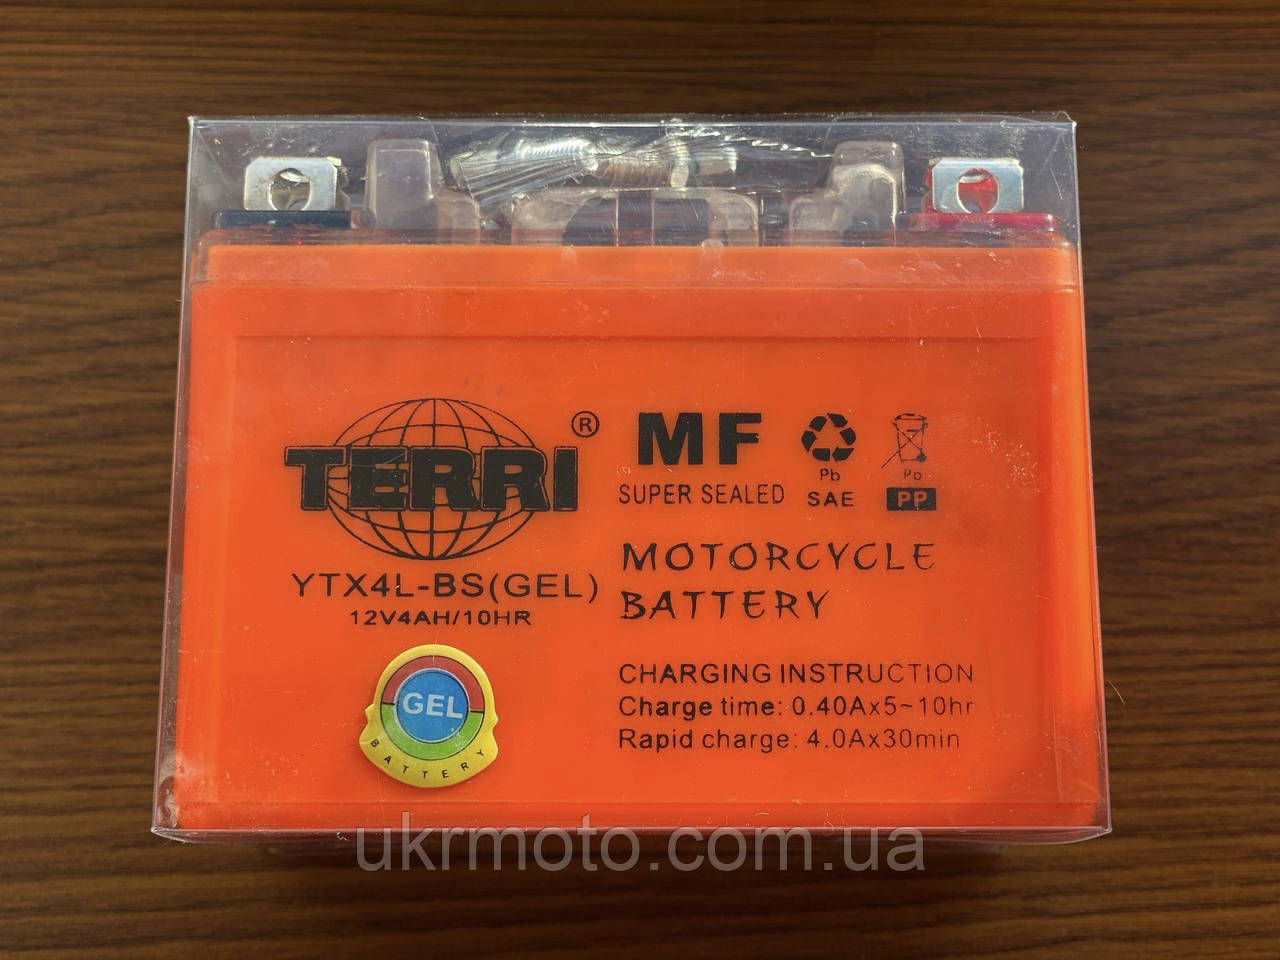 TERRI®
YTX4L-BS(GEL)
12V4AH/10HR
GEL
BATTERY
MF
SUPER SEALED
Pb
SAE
Pb
PP
MOTORCYCLE
BATTERY
CHARGING INSTRUCTION
Charge time: 0.40Ax5~10hr
Rapid charge: 4.0Ax30min
ukrmoto.com.ua